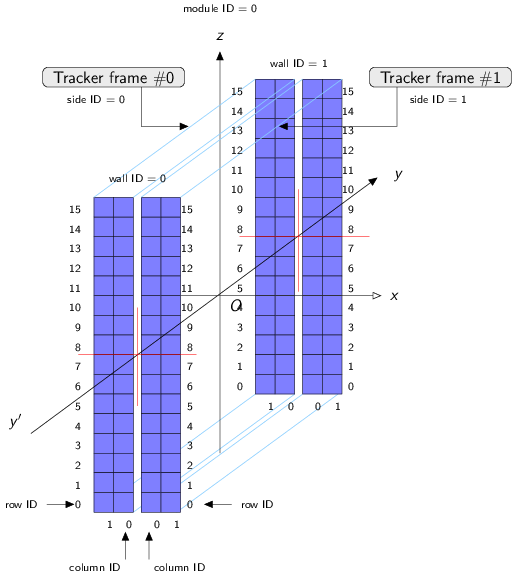 module ID = 0
z
wall ID = 1
Tracker frame #0
Tracker frame #1
side ID = 0
side ID = 1
15 15
14 14
13 13
12 12
11 11
10 10
9 9
8 8
7 7
6 6
5 5
4 4
3 3
2 2
1 1
0 0
1 0 0 1
y
x
O
wall ID = 0
15 15
14 14
13 13
12 12
11 11
10 10
9 9
8 8
7 7
6 6
5 5
4 4
3 3
2 2
1 1
row ID 0 0 row ID
1 0 0 1
y′
column ID column ID